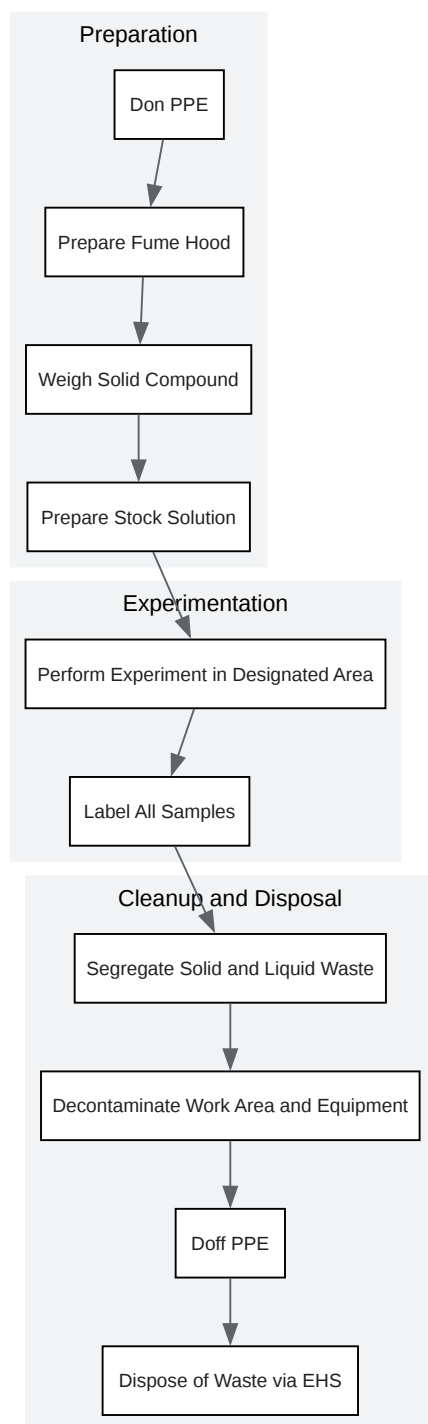 Preparation
Don PPE
Prepare Fume Hood
Weigh Solid Compound
Prepare Stock Solution
Experimentation
Perform Experiment in Designated Area
Label All Samples
Cleanup and Disposal
Segregate Solid and Liquid Waste
Decontaminate Work Area and Equipment
Doff PPE
Dispose of Waste via EHS